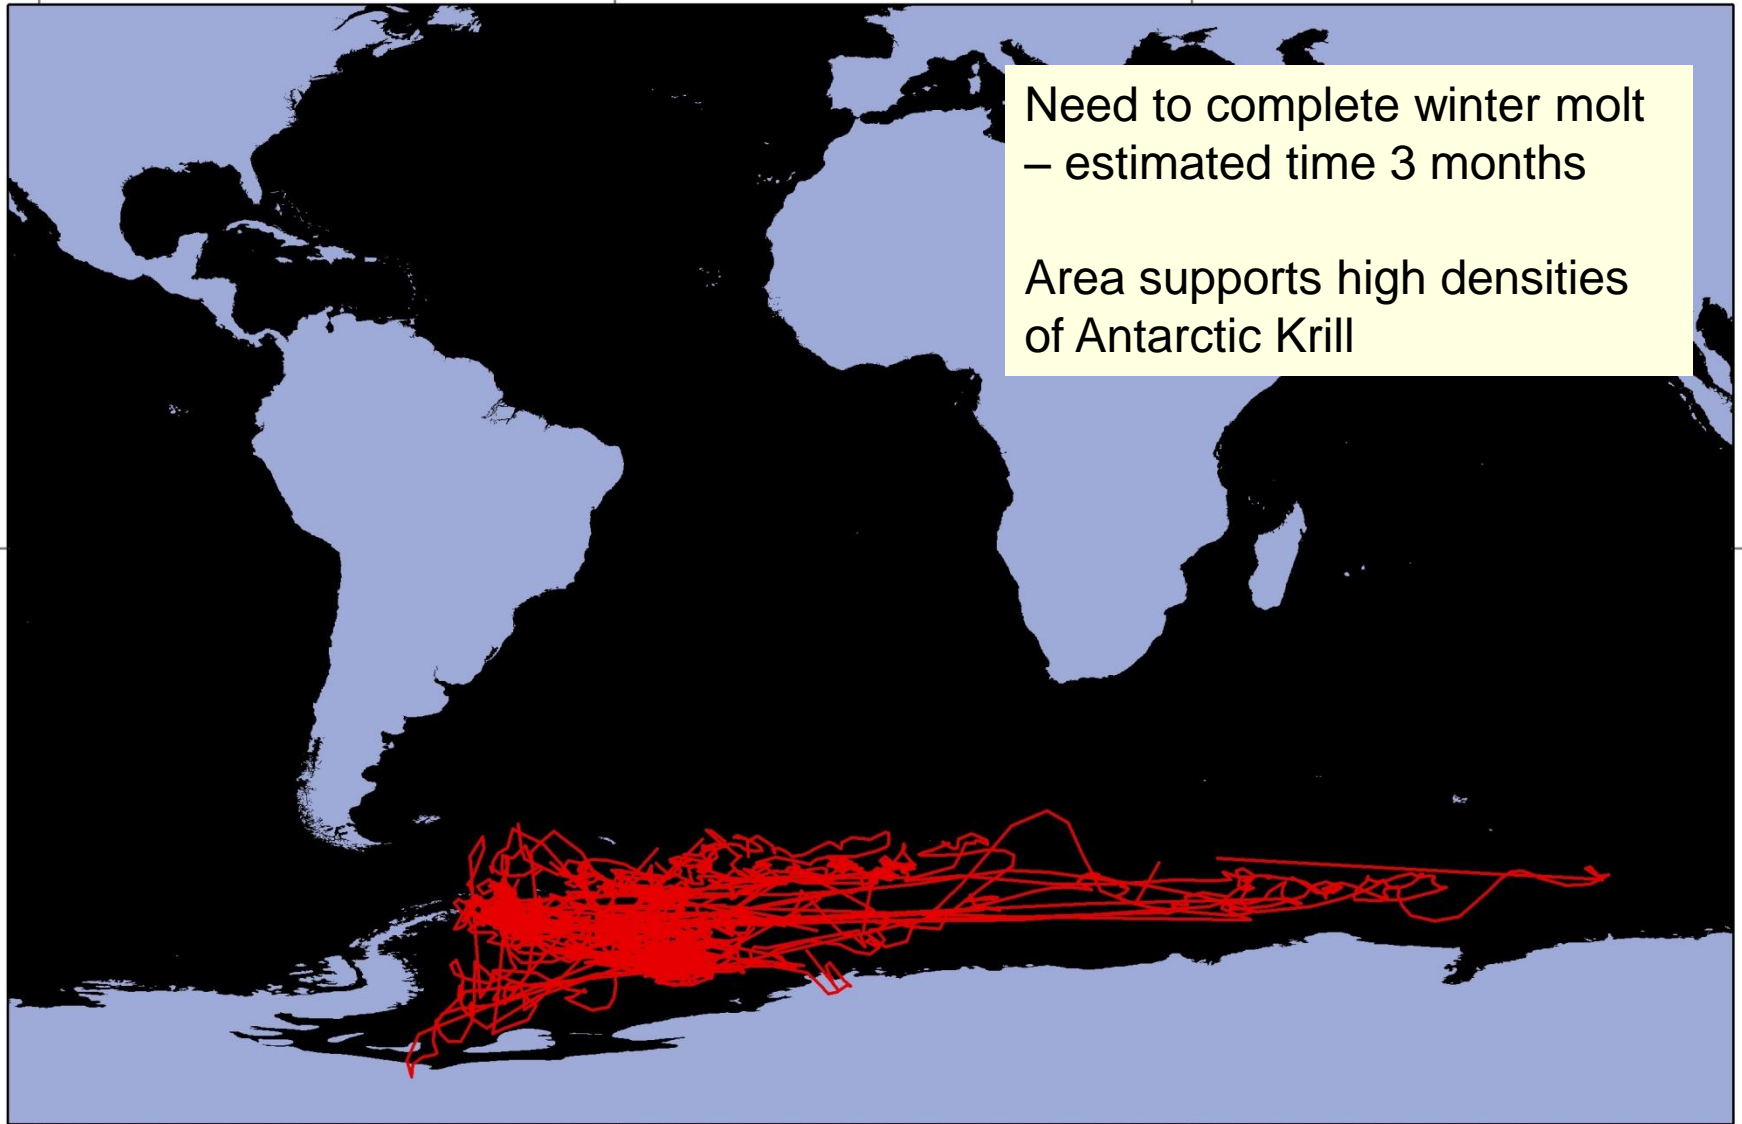 Need to complete winter molt
– estimated time 3 months
Area supports high densities
of Antarctic Krill